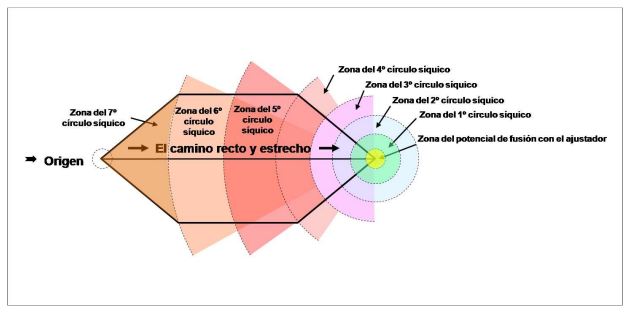 Zona del 4º círculo síquico
Zona del 3º círculo síquico
Zona del 2º círculo síquico
Zona del 1º círculo síquico
Zona del potencial de fusión con el ajustador
Zona del 7º
círculo síquico
Zona del 6º
círculo
síquico
Zona del 5º
círculo
síquico
El camino recto y estrecho
Origen